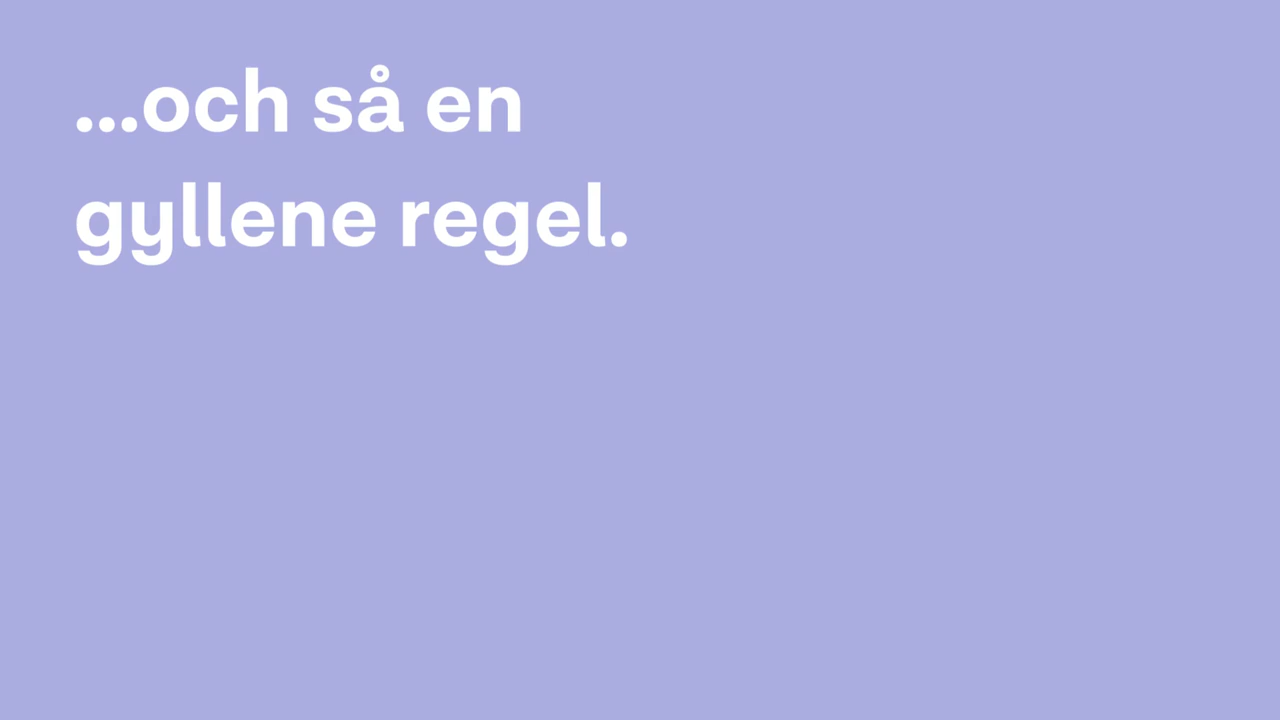 ...och så en
gyllene regel.